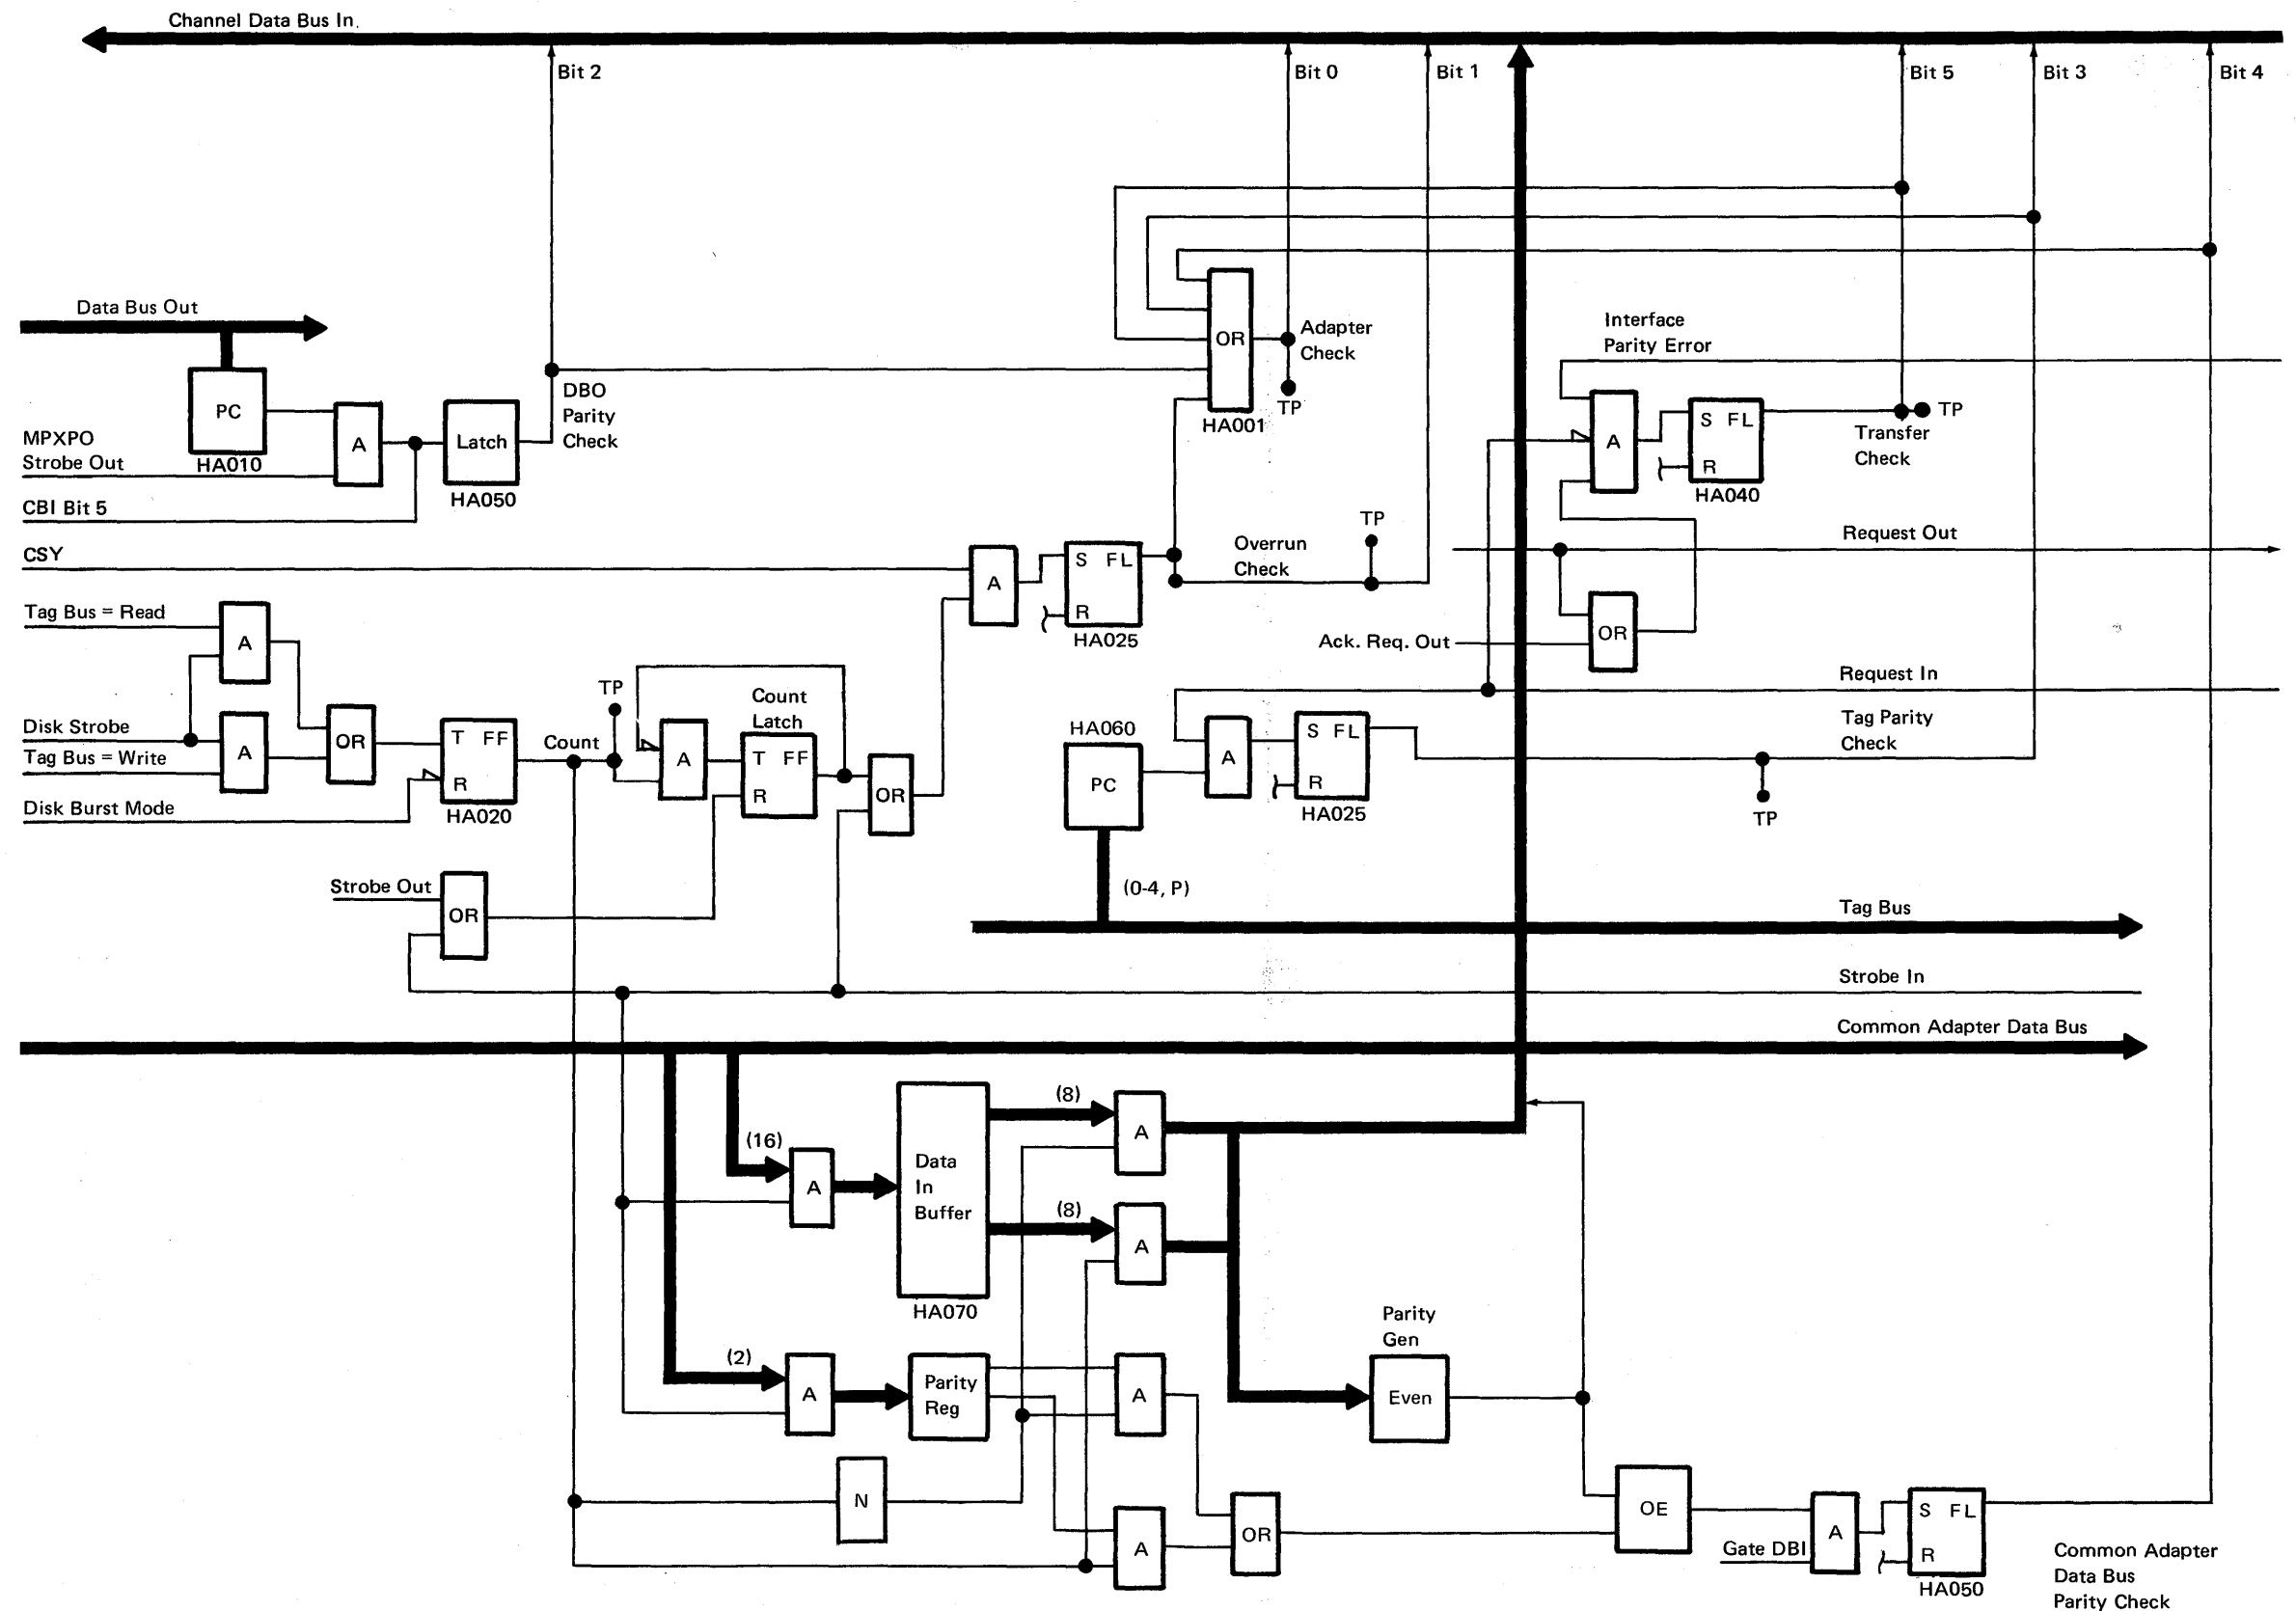 Channel Data Bus In.
Bit 2
Bit 0
Bit 1
Bit 5
Bit 3
Bit 4
Data Bus Out
PC
HA010
MPXPO
Strobe Out
CBI Bit 5
A
Latch
HA050
DBO
Parity
Check
OR
HA001
Adapter
Check
TP
Interface
Parity Error
A
S FL
R
HA040
TP
Transfer
Check
CSY
A
S FL
R
HA025
Overrun
Check
TP
Request Out
OR
Ack. Req. Out
Request In
Tag Bus = Read
A
Disk Strobe
Tag Bus = Write
A
OR
Disk Burst Mode
T FF
R
HA020
Count
TP
A
Count
Latch
T FF
R
OR
HA060
PC
A
S FL
R
HA025
Tag Parity
Check
TP
(0-4, P)
Strobe Out
OR
Tag Bus
Strobe In
Common Adapter Data Bus
(16)
A
Data
In
Buffer
HA070
(8)
A
(8)
A
(2)
A
Parity
Reg
A
Parity
Gen
Even
N
A
OR
OE
Gate DBI
A
S FL
R
HA050
Common Adapter
Data Bus
Parity Check